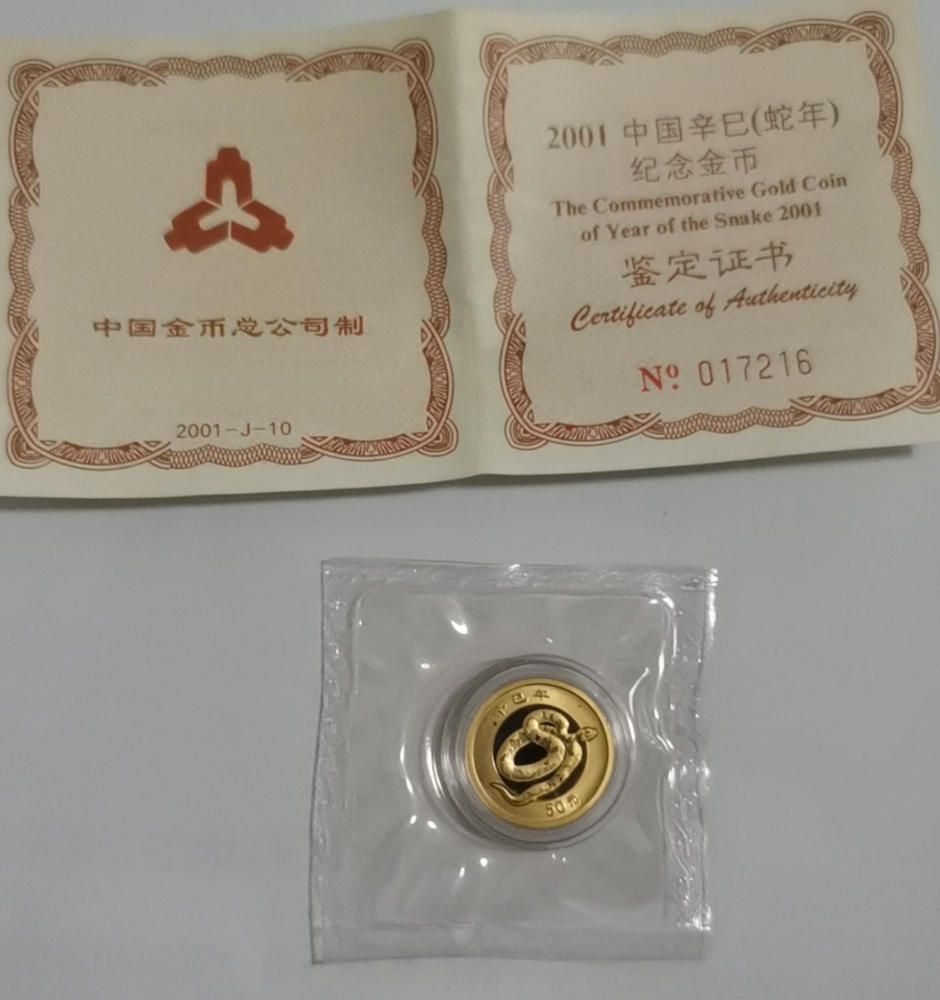 中国金币总公司制
2001-J-10
2001 中国辛巳(蛇年)
纪念金币
The Commemorative Gold Coin
of Year of the Snake 2001
鉴定证书
Certificate of Authenticity
Nº 017216
辛巳年
50元